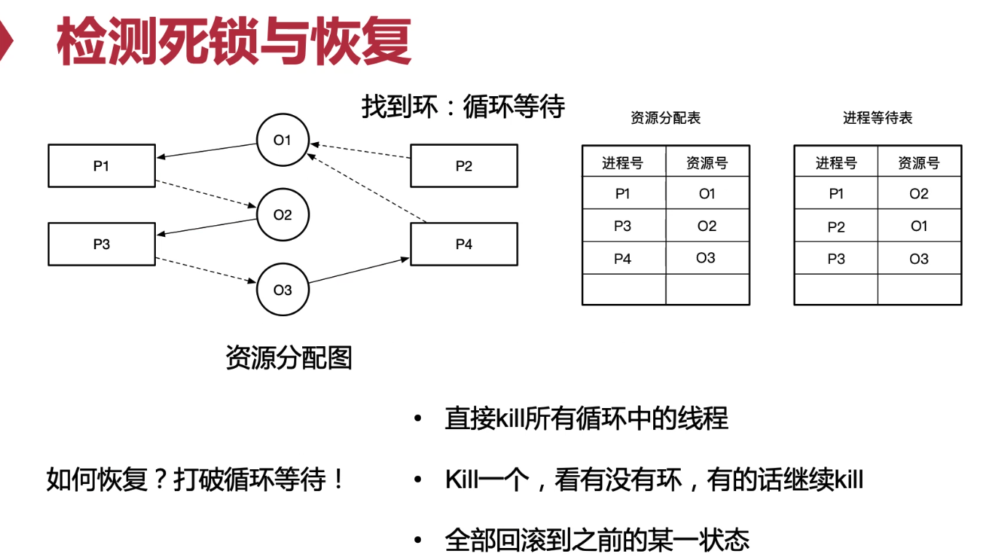 检测死锁与恢复
找到环：循环等待
O1
P1
P2
O2
P3
P4
O3
资源分配图
资源分配表
进程号 资源号
P1 O1
P3 O2
P4 O3
进程等待表
进程号 资源号
P1 O2
P2 O1
P3 O3
如何恢复？打破循环等待！
• 直接kill所有循环中的线程
• Kill一个，看有没有环，有的话继续kill
• 全部回滚到之前的某一状态